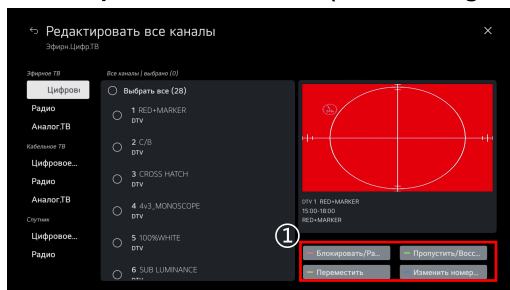 Редактировать все каналы
Эфирн.Цифр.ТВ
Эфирное ТВ
Цифров
Радио
Аналог.ТВ
Кабельное ТВ
Цифровое...
Радио
Аналог.ТВ
Спутник
Цифровое...
Радио
Все каналы | выбрано (0)
Выбрать все (28)
1 RED+MARKER
DTV
2 C/B
DTV
3 CROSS HATCH
DTV
4 4v3_MONOSCOPE
DTV
5 100%WHITE
DTV
6 SUB LUMINANCE
DTV
DTV 1 RED+MARKER
15:00-18:00
RED+MARKER
①
Блокировать/Ра...
Пропустить/Восс...
Переместить
Изменить номер...